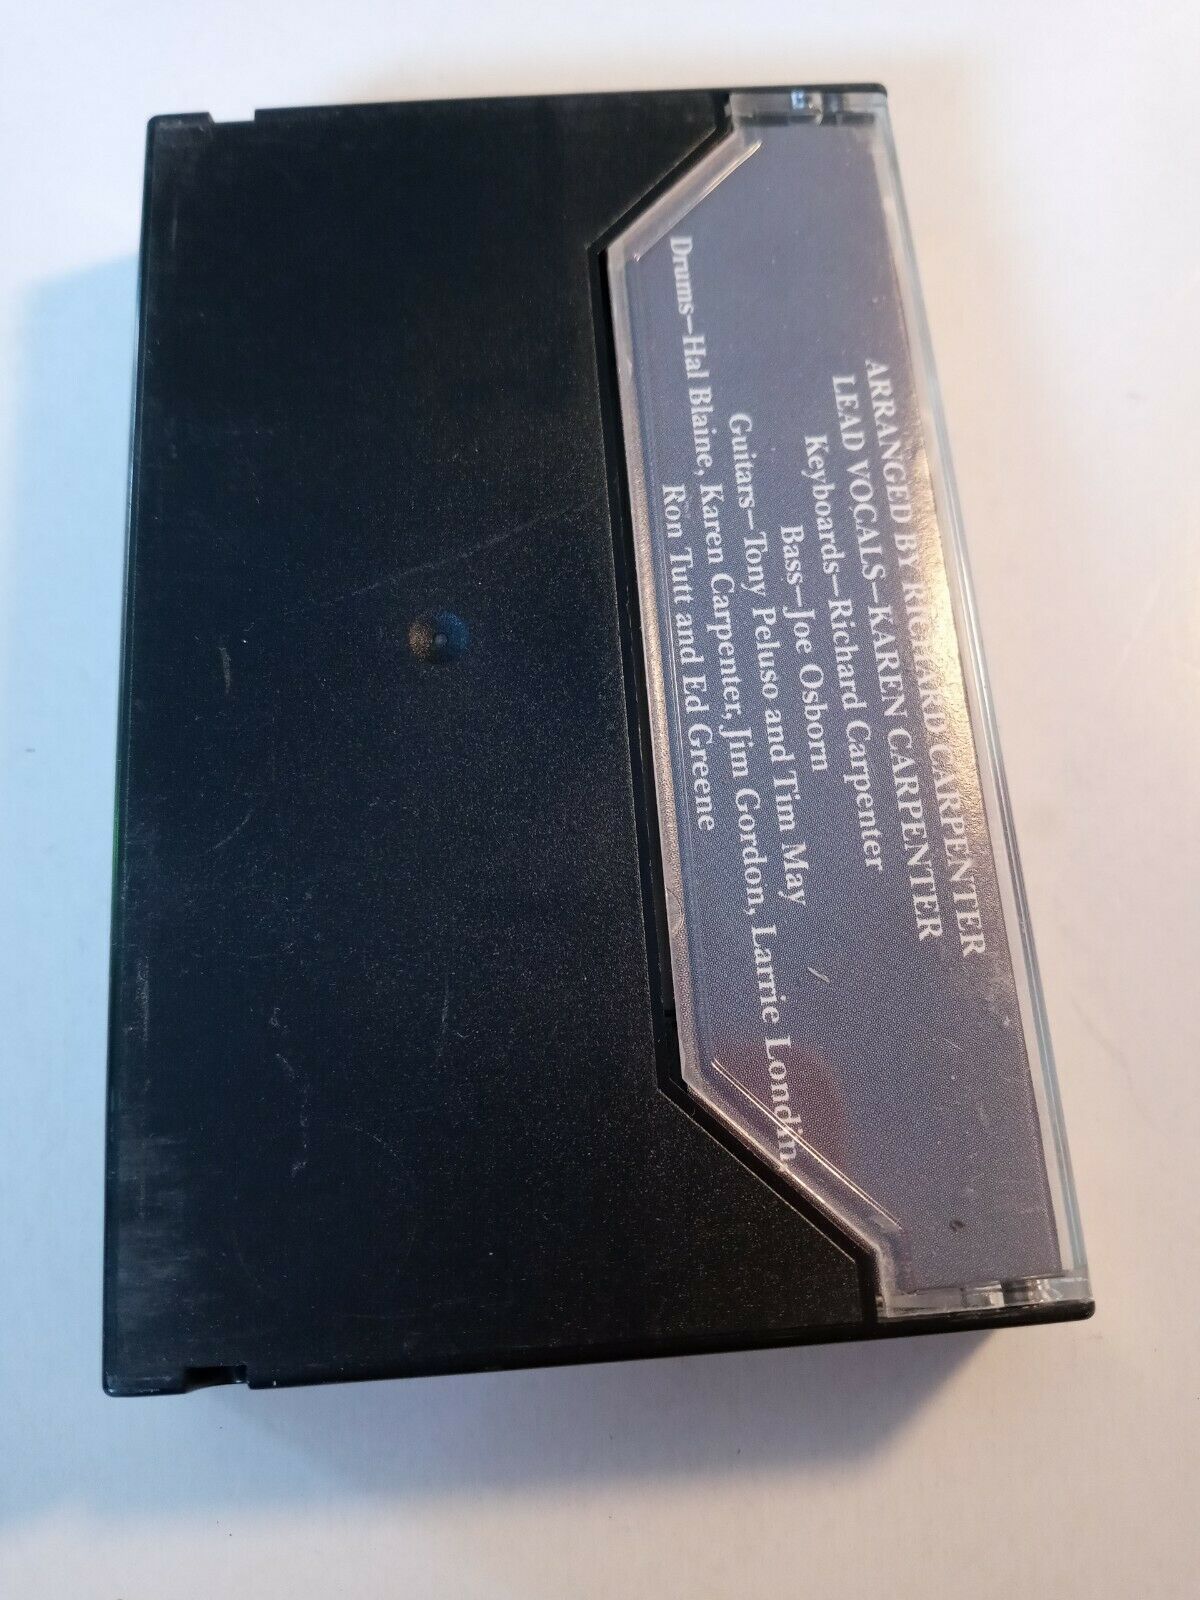 ARRANGED BY RICHARD CARPENTER
LEAD VOCALS–KAREN CARPENTER
Keyboards–Richard Carpenter
Bass–Joe Osborn
Guitars–Tony Peluso and Tim May
Drums–Hal Blaine, Karen Carpenter, Jim Gordon, Larrie Londin,
Ron Tutt and Ed Greene